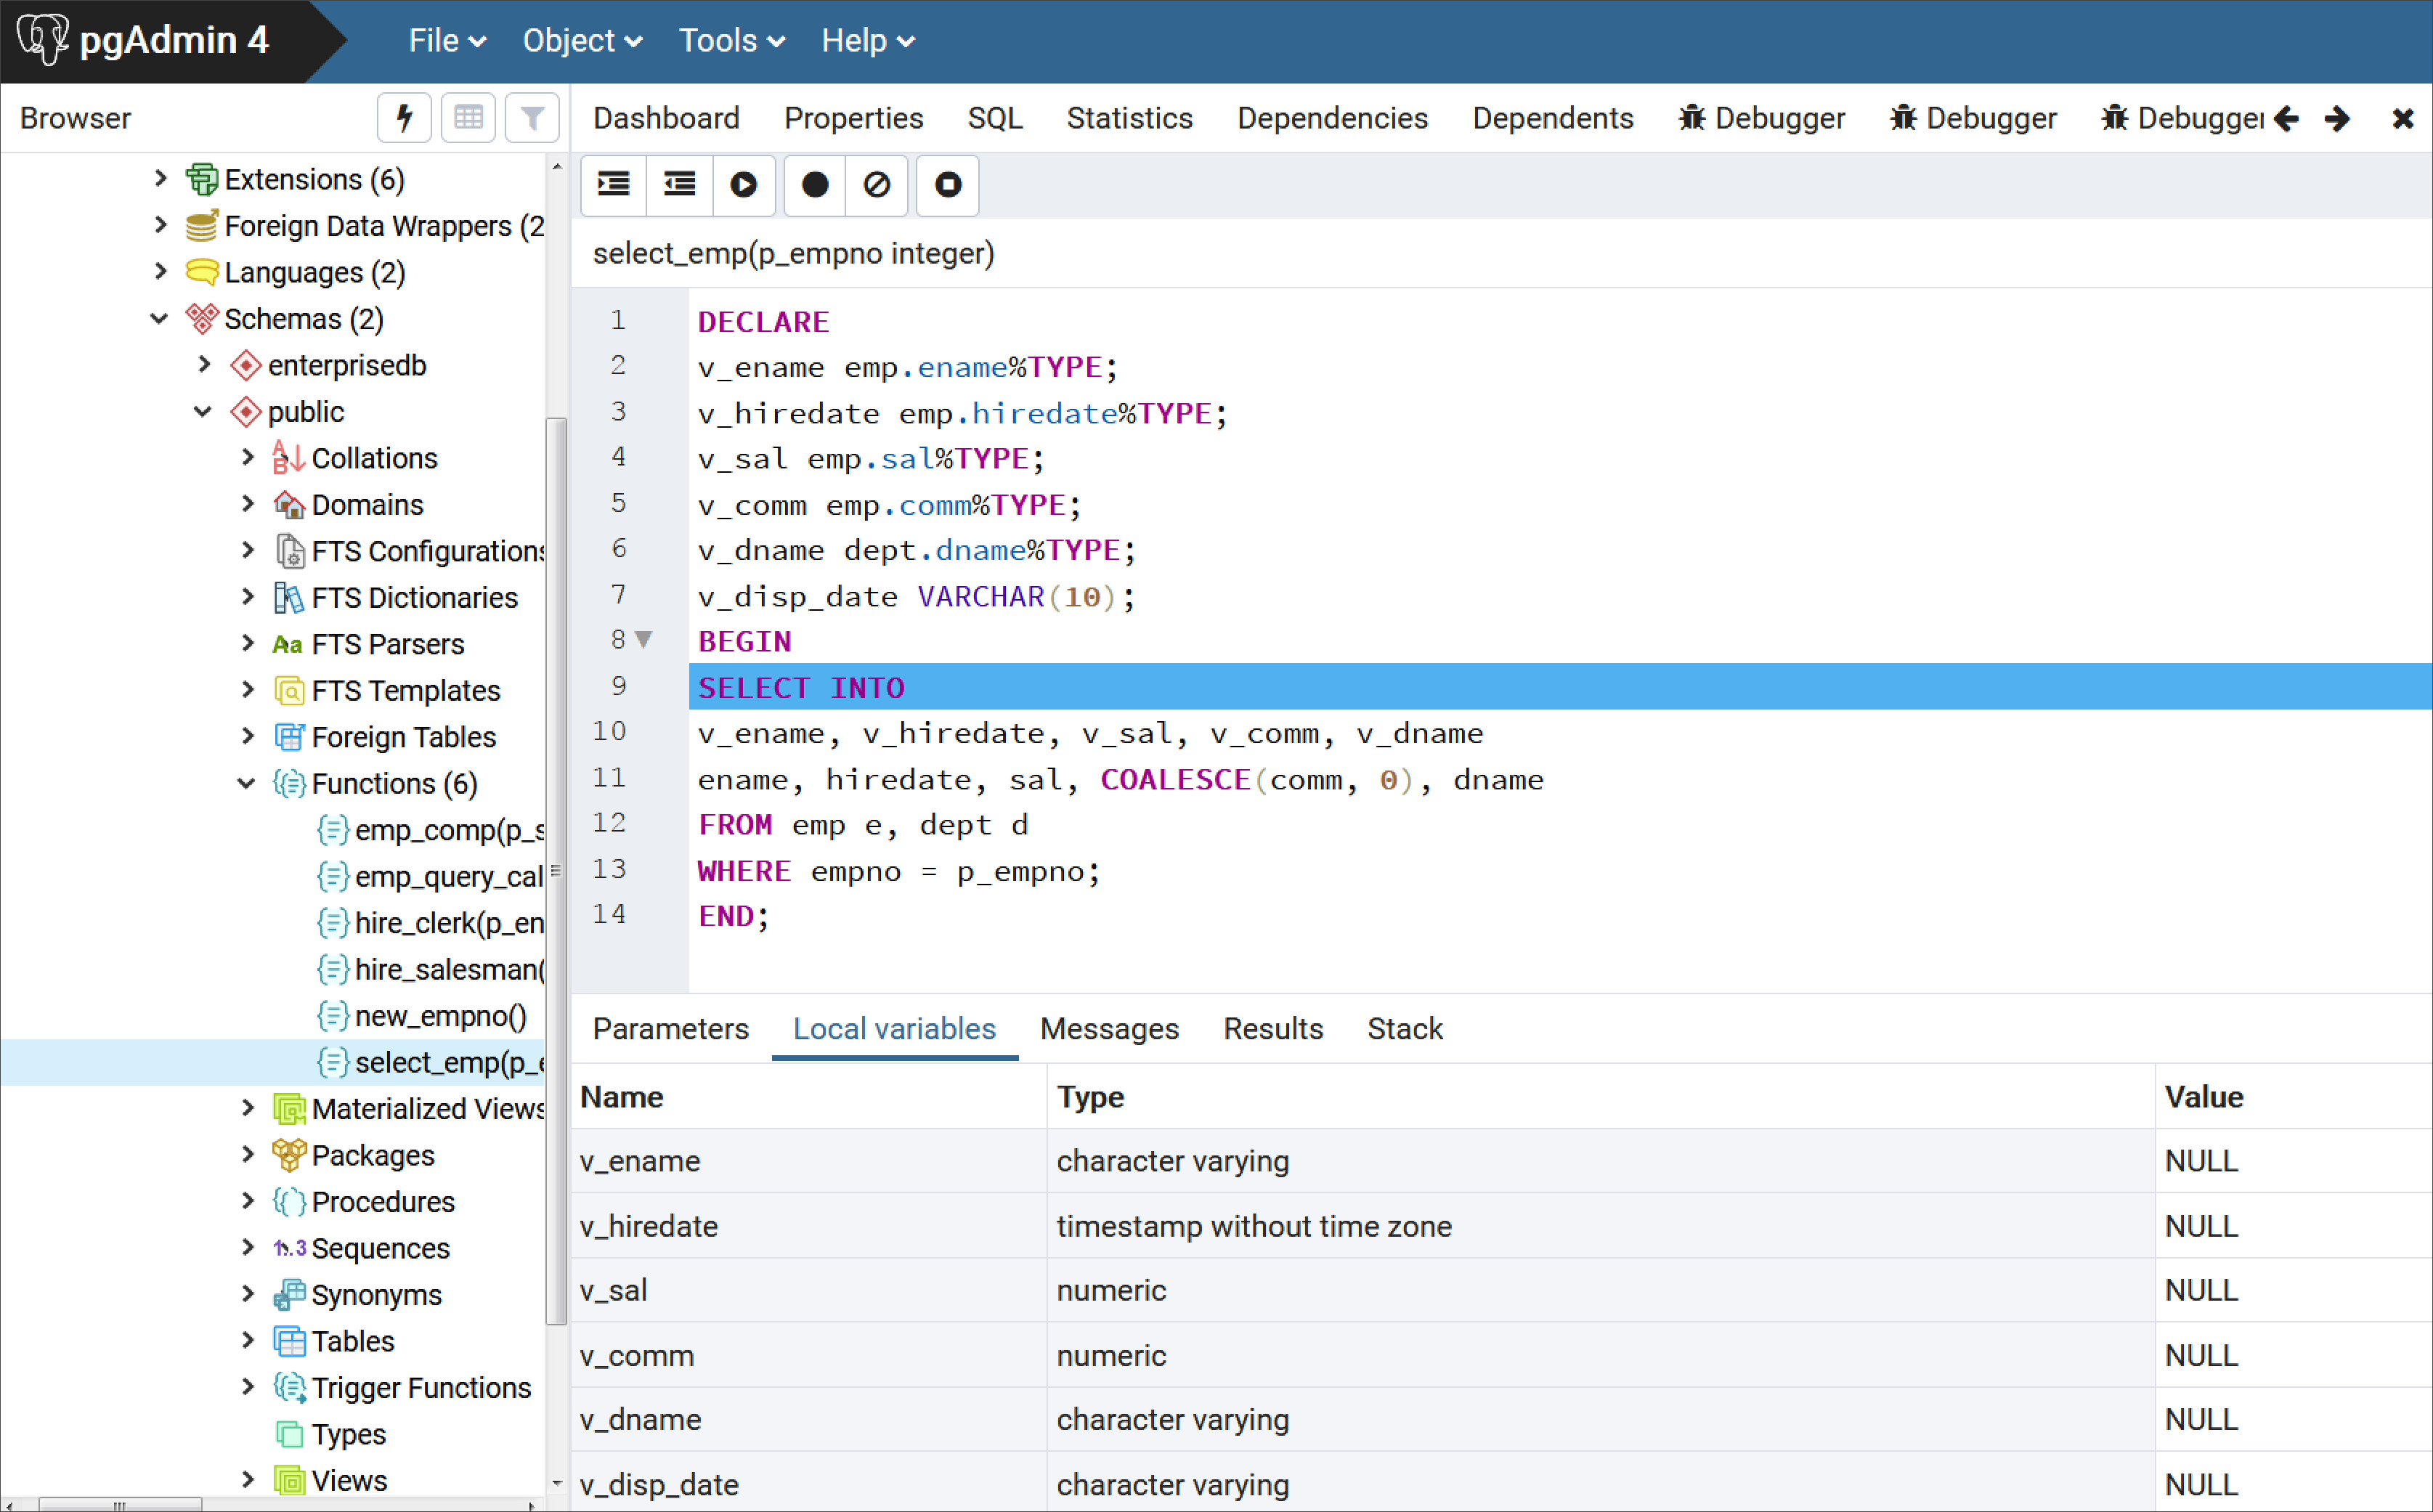 pgAdmin 4
File
Object
Tools
Help
Browser
Dashboard
Properties
SQL
Statistics
Dependencies
Dependents
Debugger
Debugger
Debugger
Extensions (6)
Foreign Data Wrappers (2
Languages (2)
Schemas (2)
enterprisedb
public
Collations
Domains
FTS Configurations
FTS Dictionaries
Aa FTS Parsers
FTS Templates
Foreign Tables
Functions (6)
emp_comp(p_s
emp_query_cal
hire_clerk(p_en
hire_salesman(
new_empno()
select_emp(p_e
Materialized Views
Packages
Procedures
1..3 Sequences
Synonyms
Tables
Trigger Functions
Types
Views
select_emp(p_empno integer)
1 DECLARE
2 v_ename emp.ename%TYPE;
3 v_hiredate emp.hiredate%TYPE;
4 v_sal emp.sal%TYPE;
5 v_comm emp.comm%TYPE;
6 v_dname dept.dname%TYPE;
7 v_disp_date VARCHAR(10);
8 BEGIN
9 SELECT INTO
10 v_ename, v_hiredate, v_sal, v_comm, v_dname
11 ename, hiredate, sal, COALESCE(comm, 0), dname
12 FROM emp e, dept d
13 WHERE empno = p_empno;
14 END;
Parameters
Local variables
Messages
Results
Stack
Name Type Value
v_ename character varying NULL
v_hiredate timestamp without time zone NULL
v_sal numeric NULL
v_comm numeric NULL
v_dname character varying NULL
v_disp_date character varying NULL